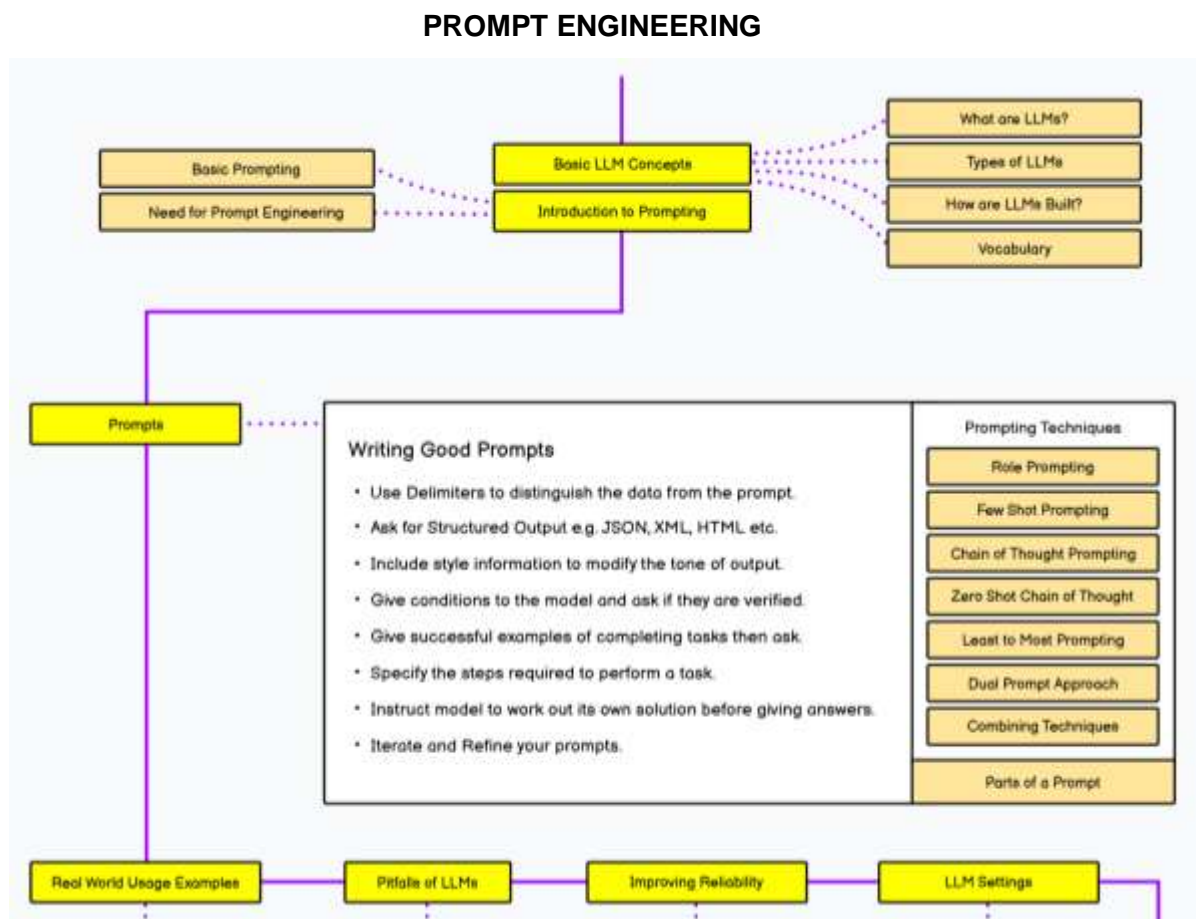 PROMPT ENGINEERING
What are LLMs?
Basic LLM Concepts
Types of LLMs
Basic Prompting
How are LLMs Built?
Need for Prompt Engineering
Introduction to Prompting
Vocabulary
Prompts
Writing Good Prompts
• Use Delimiters to distinguish the data from the prompt.
• Ask for Structured Output e.g. JSON, XML, HTML etc.
• Include style information to modify the tone of output.
• Give conditions to the model and ask if they are verified.
• Give successful examples of completing tasks then ask.
• Specify the steps required to perform a task.
• Instruct model to work out its own solution before giving answers.
• Iterate and Refine your prompts.
Prompting Techniques
Role Prompting
Few Shot Prompting
Chain of Thought Prompting
Zero Shot Chain of Thought
Least to Most Prompting
Dual Prompt Approach
Combining Techniques
Parts of a Prompt
Real World Usage Examples
Pitfalls of LLMs
Improving Reliability
LLM Settings